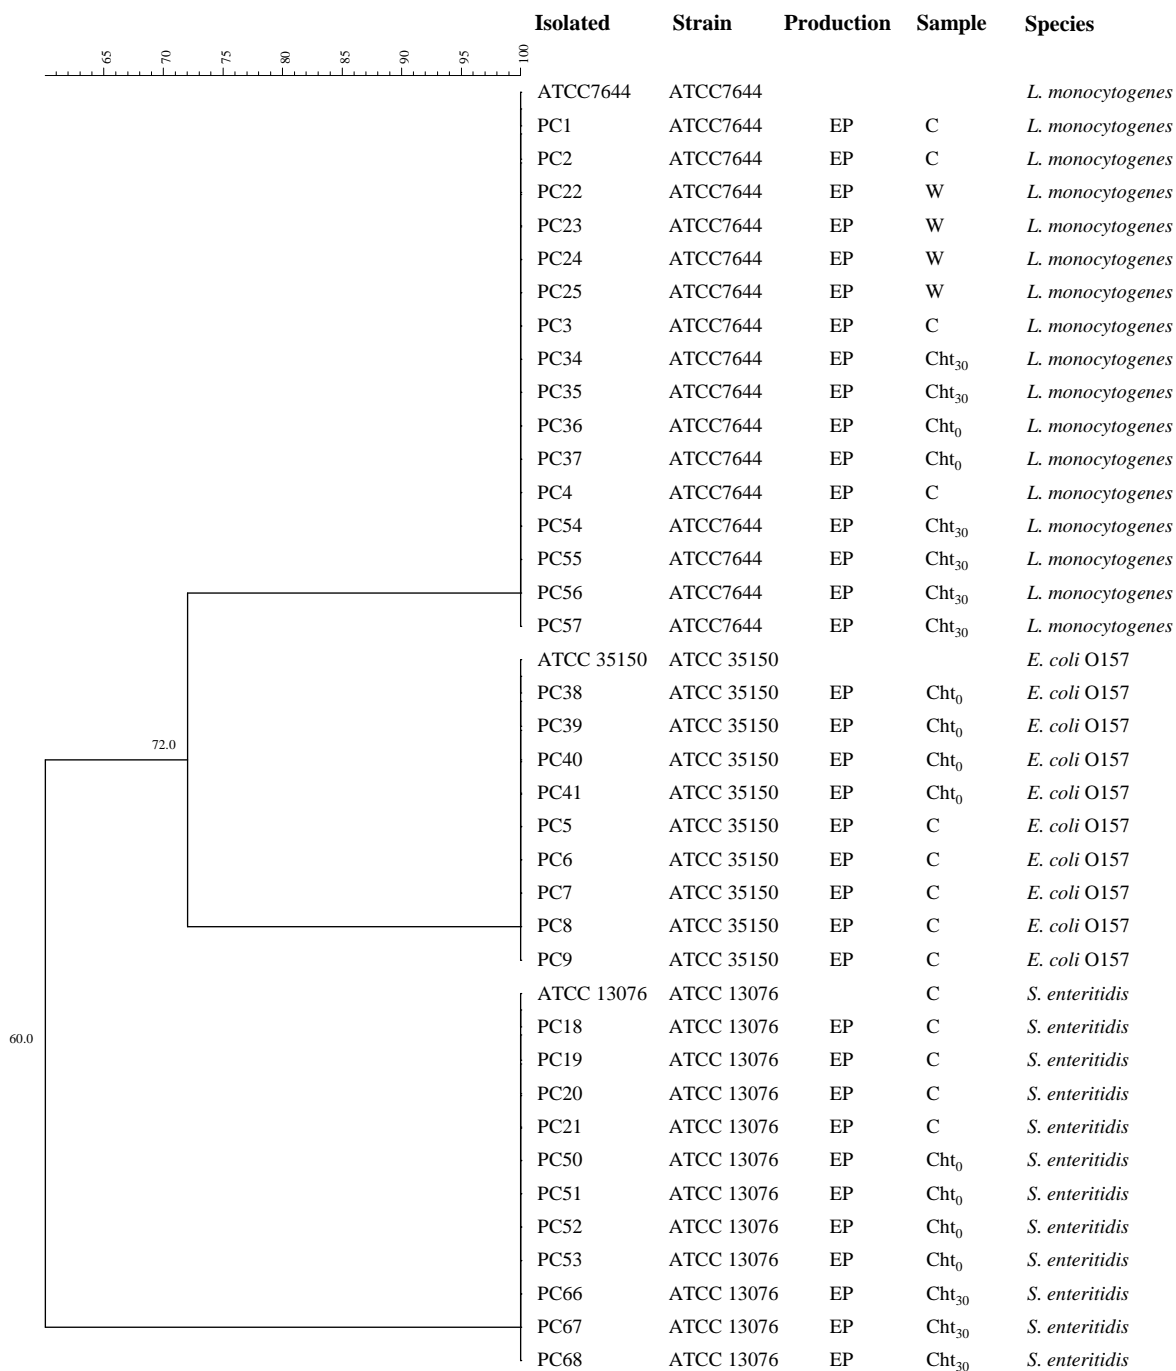 Isolated Strain Production Sample Species
65 70 75 80 85 90 95 100
ATCC7644 ATCC7644 L. monocytogenes
PC1 ATCC7644 EP C L. monocytogenes
PC2 ATCC7644 EP C L. monocytogenes
PC22 ATCC7644 EP W L. monocytogenes
PC23 ATCC7644 EP W L. monocytogenes
PC24 ATCC7644 EP W L. monocytogenes
PC25 ATCC7644 EP W L. monocytogenes
PC3 ATCC7644 EP C L. monocytogenes
PC34 ATCC7644 EP Cht30 L. monocytogenes
PC35 ATCC7644 EP Cht30 L. monocytogenes
PC36 ATCC7644 EP Cht0 L. monocytogenes
PC37 ATCC7644 EP Cht0 L. monocytogenes
PC4 ATCC7644 EP C L. monocytogenes
PC54 ATCC7644 EP Cht30 L. monocytogenes
PC55 ATCC7644 EP Cht30 L. monocytogenes
PC56 ATCC7644 EP Cht30 L. monocytogenes
PC57 ATCC7644 EP Cht30 L. monocytogenes
ATCC 35150 ATCC 35150 E. coli O157
PC38 ATCC 35150 EP Cht0 E. coli O157
PC39 ATCC 35150 EP Cht0 E. coli O157
72.0
PC40 ATCC 35150 EP Cht0 E. coli O157
PC41 ATCC 35150 EP Cht0 E. coli O157
PC5 ATCC 35150 EP C E. coli O157
PC6 ATCC 35150 EP C E. coli O157
PC7 ATCC 35150 EP C E. coli O157
PC8 ATCC 35150 EP C E. coli O157
PC9 ATCC 35150 EP C E. coli O157
ATCC 13076 ATCC 13076 C S. enteritidis
PC18 ATCC 13076 EP C S. enteritidis
60.0
PC19 ATCC 13076 EP C S. enteritidis
PC20 ATCC 13076 EP C S. enteritidis
PC21 ATCC 13076 EP C S. enteritidis
PC50 ATCC 13076 EP Cht0 S. enteritidis
PC51 ATCC 13076 EP Cht0 S. enteritidis
PC52 ATCC 13076 EP Cht0 S. enteritidis
PC53 ATCC 13076 EP Cht0 S. enteritidis
PC66 ATCC 13076 EP Cht30 S. enteritidis
PC67 ATCC 13076 EP Cht30 S. enteritidis
PC68 ATCC 13076 EP Cht30 S. enteritidis